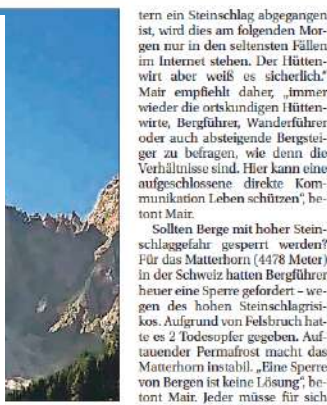 tern ein Steinschlag abgegangen
ist, wird dies am folgenden Mor-
gen nur in den seltensten Fällen
im Internet stehen. Der Hütten-
wirt aber weiß es sicherlich.“
Mair empfiehlt daher, „immer
wieder die ortskundigen Hütten-
wirte, Bergführer, Wanderführer
oder auch absteigende Bergstei-
ger zu befragen, wie denn die
Verhältnisse sind. Hier kann eine
aufgeschlossene direkte Kom-
munikation Leben schützen“, be-
tont Mair.
Sollten Berge mit hoher Stein-
schlaggefahr gesperrt werden?
Für das Matterhorn (4478 Meter)
in der Schweiz hatten Bergführer
heuer eine Sperre gefordert – we-
gen des hohen Steinschlagrisi-
kos. Aufgrund von Felsbruch hat-
te es 2 Todesopfer gegeben. Auf-
tauender Permafrost macht das
Matterhorn instabil. „Eine Sperre
von Bergen ist keine Lösung“, be-
tont Mair. Jeder müsse für sich